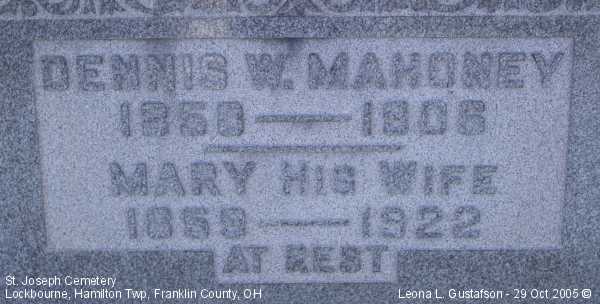 DENNIS W. MAHONEY
1858 — 1906
MARY HIS WIFE
1859 — 1922
AT REST
St. Joseph Cemetery
Lockbourne, Hamilton Twp, Franklin County, OH
Leona L. Gustafson - 29 Oct 2005 ©